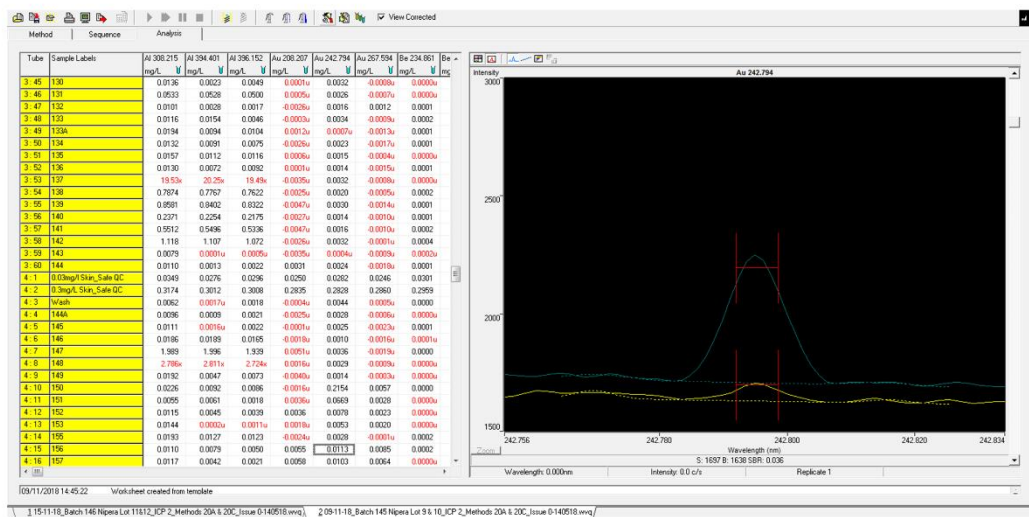 View Corrected
Method Sequence Analysis
Tube Sample Labels Al 308.215 Al 394.401 Al 396.152 Au 208.207 Au 242.794 Au 267.594 Be 234.861 Be
mg/L mg/L mg/L mg/L mg/L mg/L mg/L
3 : 45 130 0.0136 0.0023 0.0049 0.0001u 0.0032 -0.0008u 0.0000u
3 : 46 131 0.0533 0.0528 0.0500 0.0005u 0.0026 -0.0007u 0.0000u
3 : 47 132 0.0101 0.0028 0.0017 -0.0026u 0.0016 0.0012 0.0001
3 : 48 133 0.0116 0.0154 0.0046 -0.0003u 0.0034 -0.0009u 0.0002
3 : 49 133A 0.0194 0.0094 0.0104 0.0012u 0.0007u -0.0013u 0.0001
3 : 50 134 0.0132 0.0091 0.0075 -0.0026u 0.0023 -0.0017u 0.0001
3 : 51 135 0.0157 0.0112 0.0116 0.0006u 0.0015 -0.0004u 0.0000u
3 : 52 136 0.0130 0.0072 0.0092 0.0001u 0.0014 -0.0015u 0.0001
3 : 53 137 19.53x 20.25x 19.49x -0.0035u 0.0032 -0.0008u 0.0000u
3 : 54 138 0.7874 0.7767 0.7622 -0.0025u 0.0020 -0.0005u 0.0002
3 : 55 139 0.8581 0.8402 0.8322 -0.0047u 0.0030 -0.0014u 0.0001
3 : 56 140 0.2371 0.2254 0.2175 -0.0027u 0.0014 -0.0010u 0.0001
3 : 57 141 0.5512 0.5496 0.5336 -0.0047u 0.0016 -0.0010u 0.0002
3 : 58 142 1.118 1.107 1.072 -0.0026u 0.0032 -0.0001u 0.0004
3 : 59 143 0.0079 0.0001u 0.0005u -0.0035u 0.0004u -0.0009u 0.0002u
3 : 60 144 0.0110 0.0013 0.0022 0.0031 0.0024 -0.0018u 0.0001
4 : 1 0.03mg/l Skin_Safe QC 0.0349 0.0276 0.0296 0.0250 0.0282 0.0246 0.0301
4 : 2 0.3mg/L Skin_Safe QC 0.3174 0.3012 0.3008 0.2835 0.2828 0.2860 0.2959
4 : 3 Wash 0.0062 0.0017u 0.0018 -0.0004u 0.0044 0.0005u 0.0000
4 : 4 144A 0.0096 0.0009 0.0021 -0.0025u 0.0028 -0.0006u 0.0000u
4 : 5 145 0.0111 0.0016u 0.0022 -0.0001u 0.0025 -0.0023u 0.0001
4 : 6 146 0.0186 0.0189 0.0165 -0.0018u 0.0010 -0.0016u 0.0001u
4 : 7 147 1.989 1.996 1.939 0.0051u 0.0036 -0.0019u 0.0000
4 : 8 148 2.786x 2.811x 2.724x 0.0016u 0.0029 -0.0009u 0.0000u
4 : 9 149 0.0192 0.0047 0.0073 -0.0040u 0.0014 -0.0003u 0.0000u
4 : 10 150 0.0226 0.0092 0.0086 -0.0016u 0.2154 0.0057 0.0000
4 : 11 151 0.0055 0.0061 0.0018 0.0036u 0.0669 0.0028 0.0000u
4 : 12 152 0.0115 0.0045 0.0039 0.0036 0.0078 0.0023 0.0000u
4 : 13 153 0.0144 0.0002u 0.0011u 0.0018u 0.0053 0.0020 0.0000u
4 : 14 155 0.0193 0.0127 0.0123 -0.0024u 0.0028 -0.0001u 0.0002
4 : 15 156 0.0110 0.0079 0.0050 0.0055 0.0113 0.0085 0.0002
4 : 16 157 0.0117 0.0042 0.0021 0.0058 0.0103 0.0064 0.0000u
Intensity Au 242.794
3000
2500
2000
1500
242.756 242.780 242.800 242.820 242.834
Zoom Wavelength (nm)
S: 1697 B: 1638 SBR: 0.036
Wavelength: 0.000nm Intensity: 0.0 c/s Replicate 1
09/11/2018 14:45:22 Worksheet created from template
1 15-11-18_Batch 146 Nipera Lot 11&12_ICP 2_Methods 20A & 20C_Issue 0-140518.vwq 2 09-11-18_Batch 145 Nipera Lot 9 & 10_ICP 2_Methods 20A & 20C_Issue 0-140518.vwq